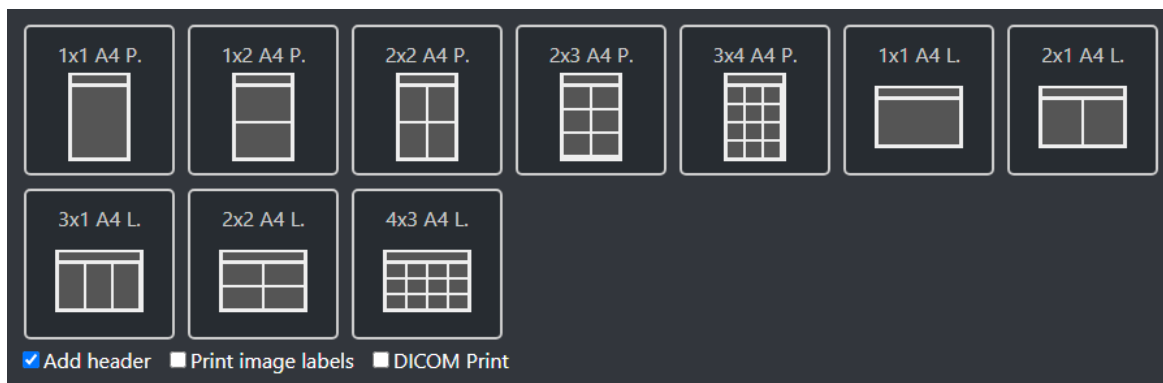 1x1 A4 P. 1x2 A4 P. 2x2 A4 P. 2x3 A4 P. 3x4 A4 P. 1x1 A4 L. 2x1 A4 L.
3x1 A4 L. 2x2 A4 L. 4x3 A4 L.
Add header Print image labels DICOM Print